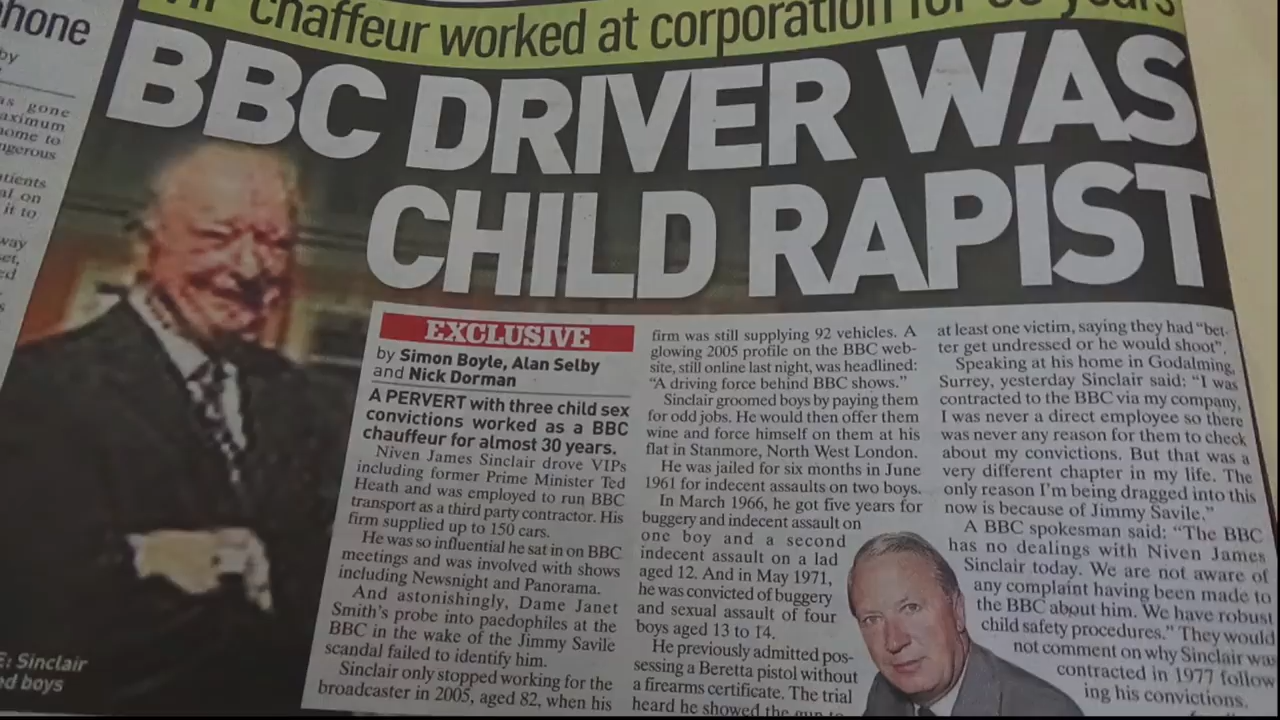 phone
by
as gone
aximum
home to
ngerous
atients
al on
it to
way
set,
ed
s
VIP chaffeur worked at corporation for 30 years
BBC DRIVER WAS
CHILD RAPIST
E: Sinclair
ed boys
EXCLUSIVE
by Simon Boyle, Alan Selby
and Nick Dorman
A PERVERT with three child sex
convictions worked as a BBC
chauffeur for almost 30 years.
Niven James Sinclair drove VIPs
including former Prime Minister Ted
Heath and was employed to run BBC
transport as a third party contractor. His
firm supplied up to 150 cars.
He was so influential he sat in on BBC
meetings and was involved with shows
including Newsnight and Panorama.
And astonishingly, Dame Janet
Smith's probe into paedophiles at the
BBC in the wake of the Jimmy Savile
scandal failed to identify him.
Sinclair only stopped working for the
broadcaster in 2005, aged 82, when his
firm was still supplying 92 vehicles. A
glowing 2005 profile on the BBC web-
site, still online last night, was headlined:
"A driving force behind BBC shows."
Sinclair groomed boys by paying them
for odd jobs. He would then offer them
wine and force himself on them at his
flat in Stanmore, North West London.
He was jailed for six months in June
1961 for indecent assaults on two boys.
In March 1966, he got five years for
buggery and indecent assault on
one boy and a second
indecent assault on a lad
aged 12. And in May 1971,
he was convicted of buggery
and sexual assault of four
boys aged 13 to 14.
He previously admitted pos-
sessing a Beretta pistol without
a firearms certificate. The trial
heard he showed the gun to
at least one victim, saying they had "bet-
ter get undressed or he would shoot".
Speaking at his home in Godalming,
Surrey, yesterday Sinclair said: "I was
contracted to the BBC via my company,
I was never a direct employee so there
was never any reason for them to check
about my convictions. But that was a
very different chapter in my life. The
only reason I'm being dragged into this
now is because of Jimmy Savile."
A BBC spokesman said: "The BBC
has no dealings with Niven James
Sinclair today. We are not aware of
any complaint having been made to
the BBC about him. We have robust
child safety procedures." They would
not comment on why Sinclair was
contracted in 1977 follow
ing his convictions.